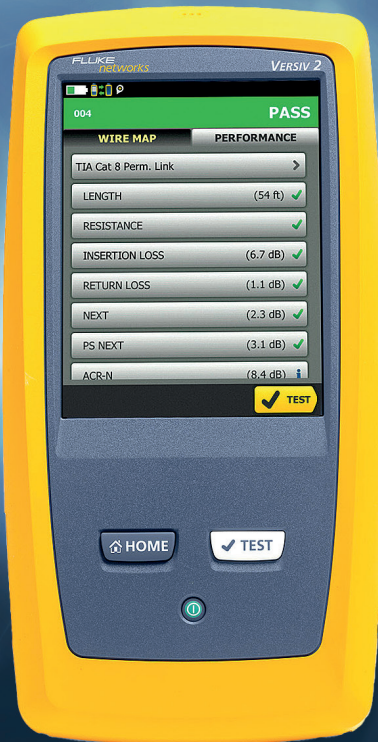 FLUKE
networks
VERSIV 2
004 PASS
WIRE MAP PERFORMANCE
TIA Cat 8 Perm. Link
LENGTH (54 ft)
RESISTANCE
INSERTION LOSS (6.7 dB)
RETURN LOSS (1.1 dB)
NEXT (2.3 dB)
PS NEXT (3.1 dB)
ACR-N (8.4 dB) i
TEST
HOME TEST